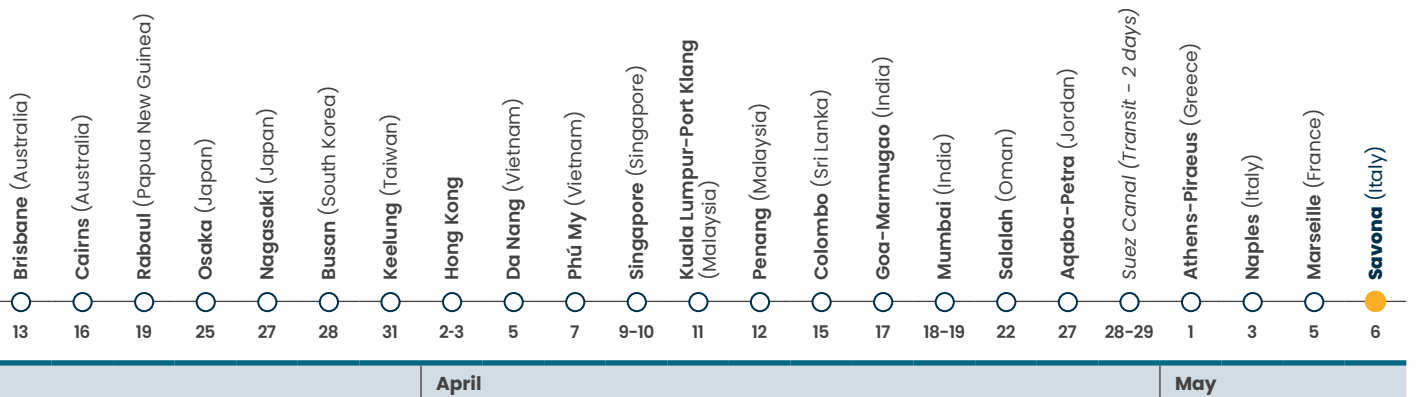 Brisbane (Australia)
Cairns (Australia)
Rabaul (Papua New Guinea)
Osaka (Japan)
Nagasaki (Japan)
Busan (South Korea)
Keelung (Taiwan)
Hong Kong
Da Nang (Vietnam)
Phú My (Vietnam)
Singapore (Singapore)
Kuala Lumpur-Port Klang
(Malaysia)
Penang (Malaysia)
Colombo (Sri Lanka)
Goa-Marmugao (India)
Mumbai (India)
Salalah (Oman)
Aqaba-Petra (Jordan)
Suez Canal (Transit - 2 days)
Athens-Piraeus (Greece)
Naples (Italy)
Marseille (France)
Savona (Italy)
13 16 19 25 27 28 31 2-3 5 7 9-10 11 12 15 17 18-19 22 27 28-29 1 3 5 6
April May